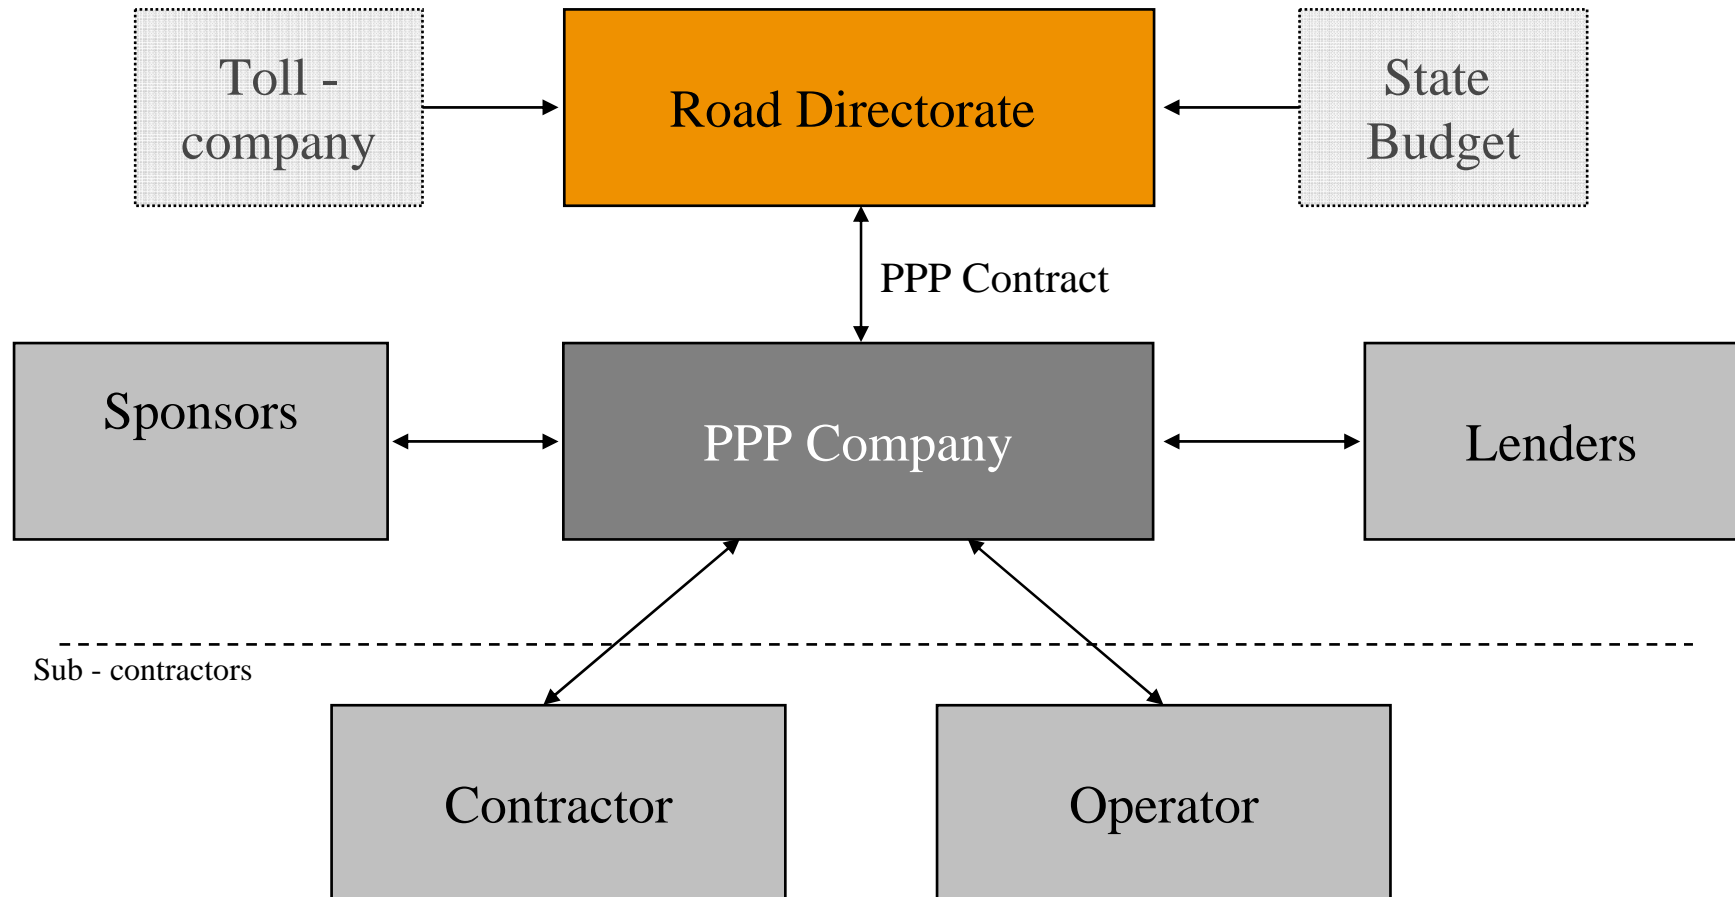 Toll -
company
Road Directorate
State
Budget
PPP Contract
Sponsors
PPP Company
Lenders
Sub - contractors
Contractor
Operator